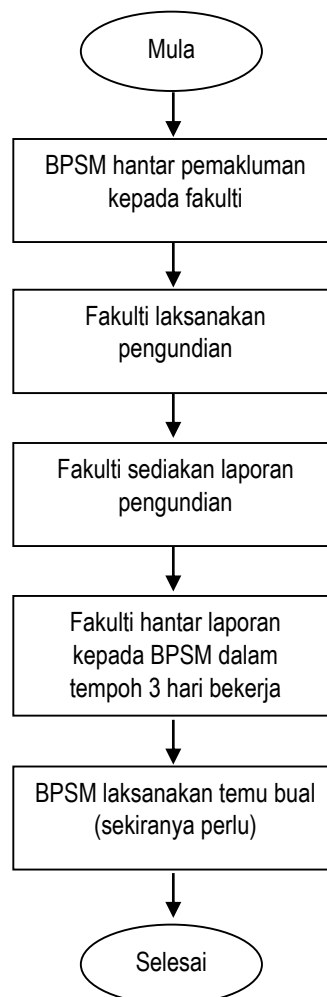 Mula
BPSM hantar pemakluman
kepada fakulti
Fakulti laksanakan
pengundian
Fakulti sediakan laporan
pengundian
Fakulti hantar laporan
kepada BPSM dalam
tempoh 3 hari bekerja
BPSM laksanakan temu bual
(sekiranya perlu)
Selesai